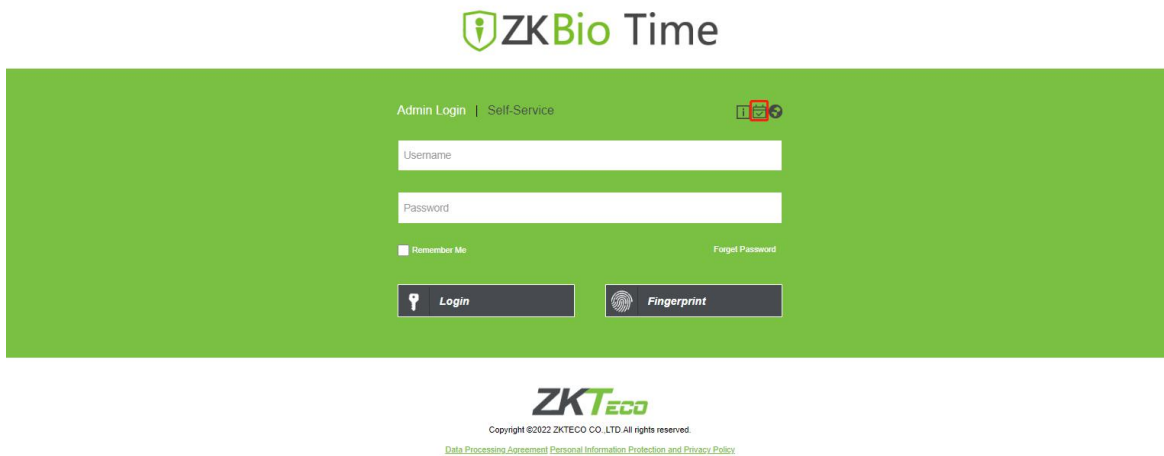 ZKBio Time
Admin Login | Self-Service
Username
Password
Remember Me Forget Password
Login Fingerprint
ZKTECO
Copyright ©2022 ZKTECO CO.,LTD.All rights reserved.
Data Processing Agreement Personal Information Protection and Privacy Policy